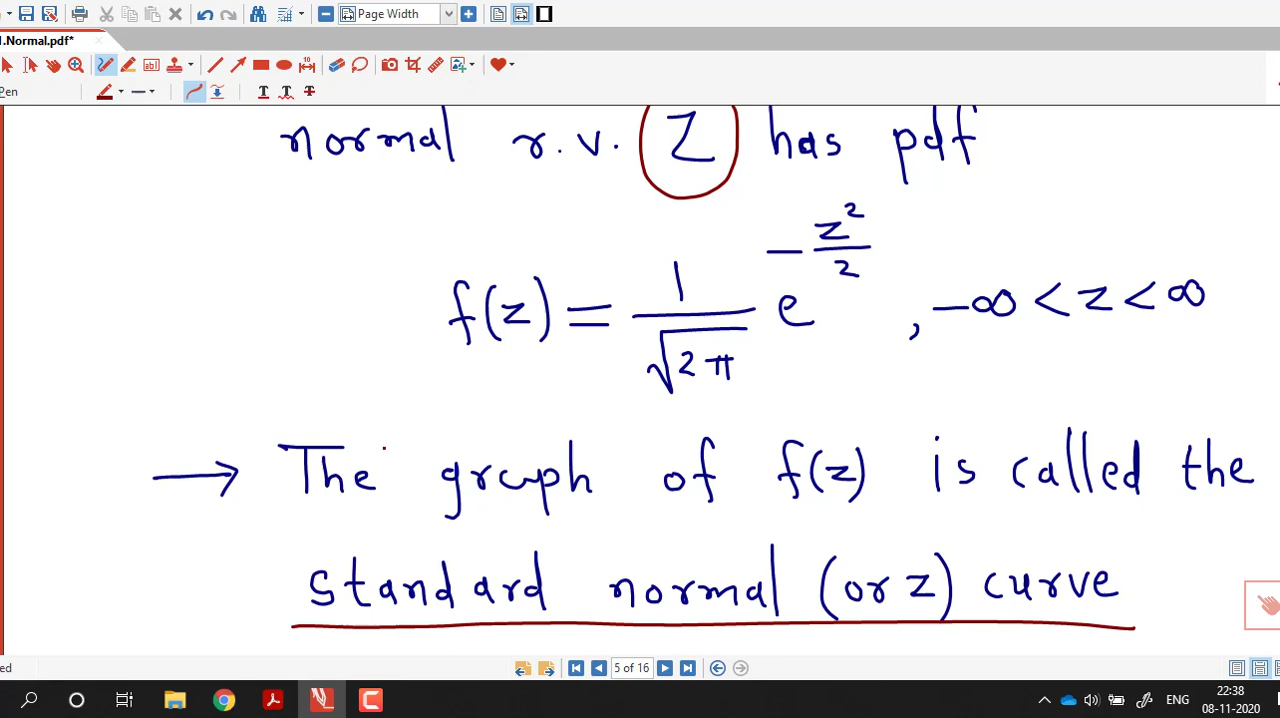 Page Width
1.Normal.pdf*
Pen
normal r.v. Z has pdf
f(z) = 1/√2π e^(-z²/2) , -∞ < z < ∞
→ The graph of f(z) is called the
standard normal (or z) curve
5 of 16
ENG
22:38
08-11-2020